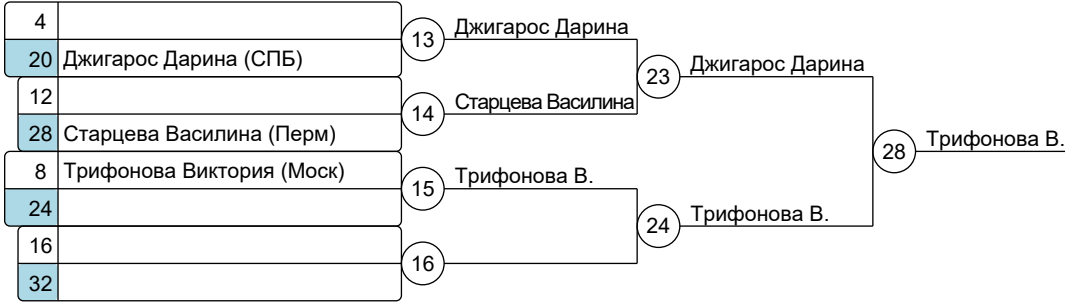 4
13 Джигарос Дарина
20 Джигарос Дарина (СПБ)
23 Джигарос Дарина
12
14 Старцева Василина
28 Старцева Василина (Перм)
28 Трифонова В.
8 Трифонова Виктория (Моск)
15 Трифонова В.
24
24 Трифонова В.
16
16
32